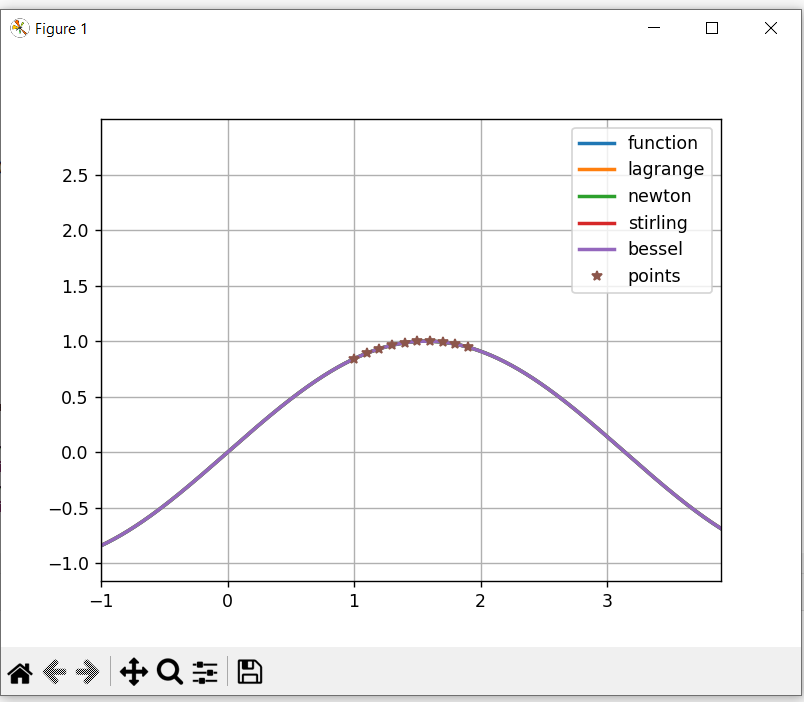 Figure 1
function
lagrange
newton
stirling
bessel
points
2.5
2.0
1.5
1.0
0.5
0.0
−0.5
−1.0
−1 0 1 2 3